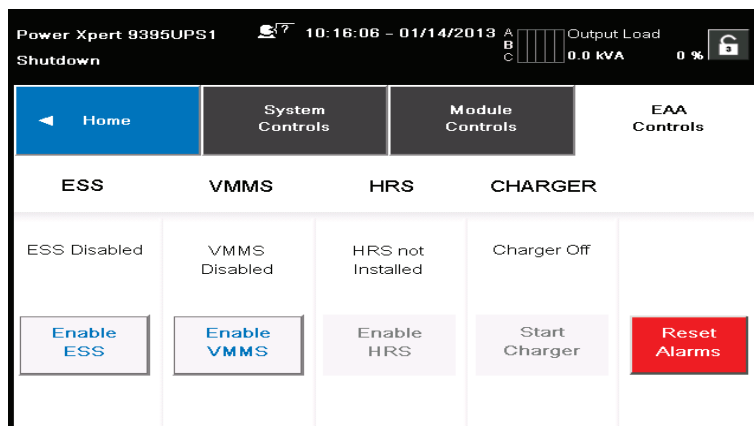 Power Xpert 9395UPS1 ? 10:16:06 - 01/14/2013 A Output Load
B
Shutdown C 0.0 kVA 0 %
Home System Controls Module Controls EAA Controls
ESS VMMS HRS CHARGER
ESS Disabled VMMS Disabled HRS not Installed Charger Off
Enable ESS Enable VMMS Enable HRS Start Charger Reset Alarms